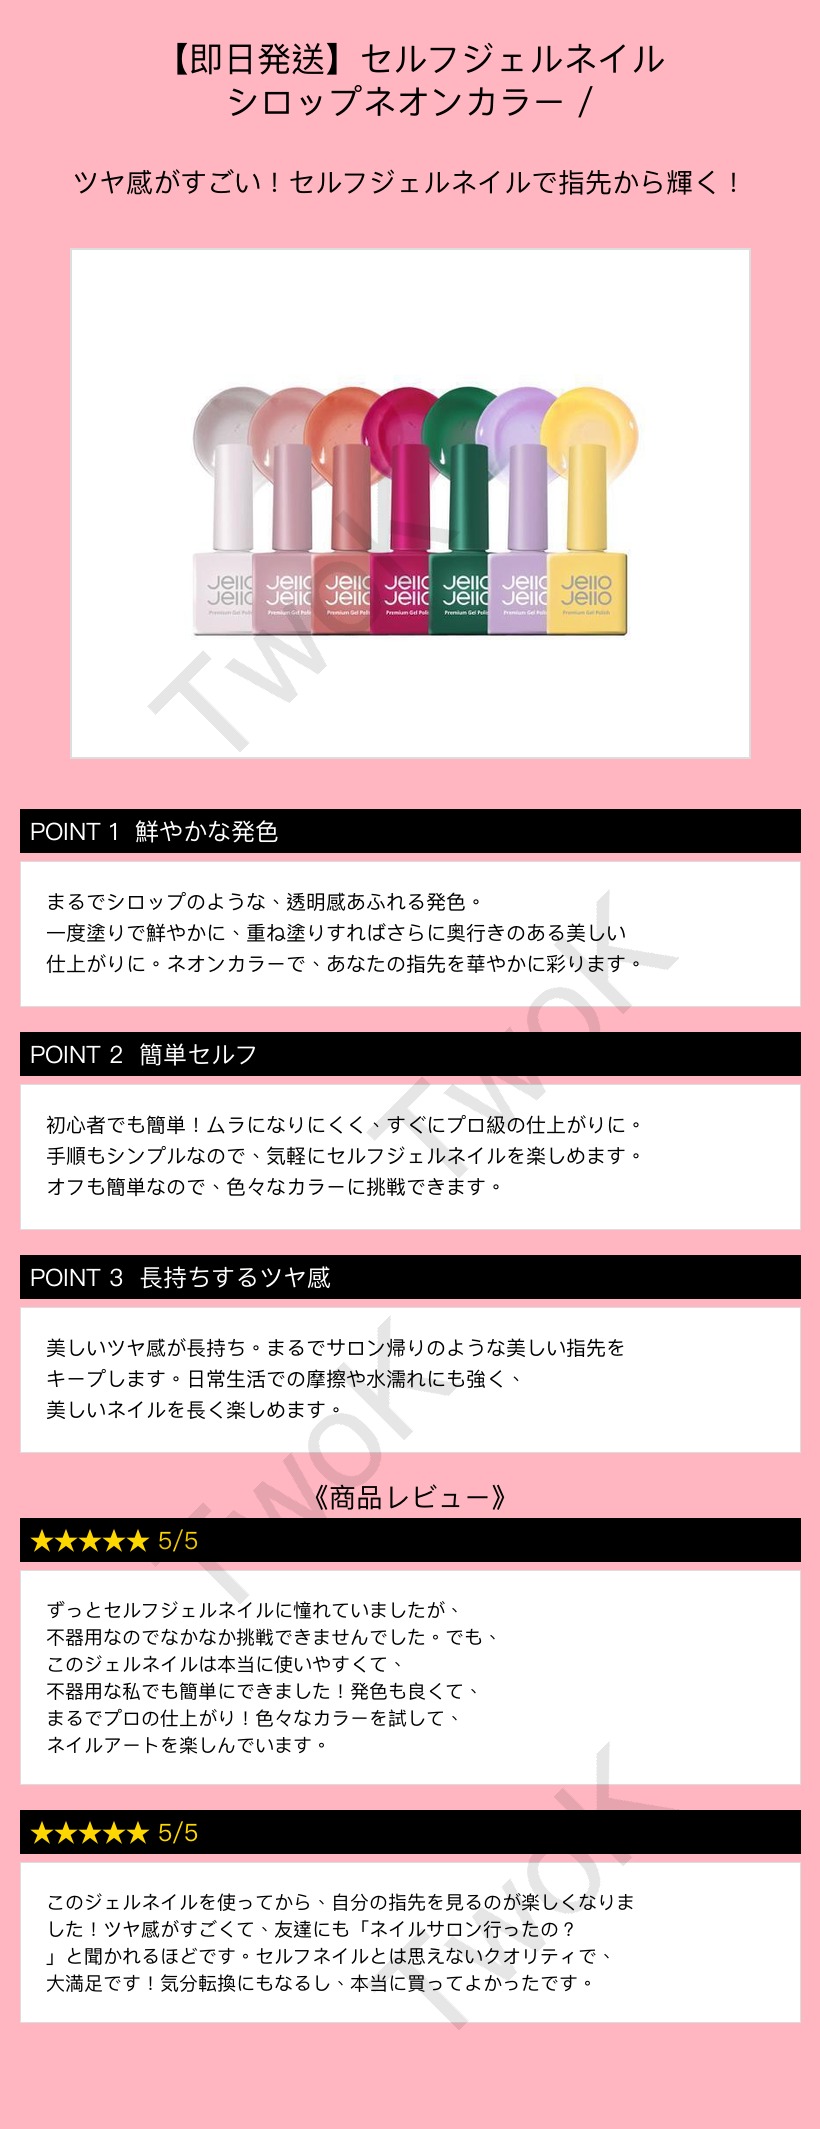 【即日発送】セルフジェルネイル
シロップネオンカラー /
ツヤ感がすごい！セルフジェルネイルで指先から輝く！
Jello Jello Jello Jello Jello Jello Jello
Jello Jello Jello Jello Jello Jello Jello
Premium Gel Polish Premium Gel Polish Premium Gel Polish Premium Gel Polish Premium Gel Polish Premium Gel Polish Premium Gel Polish
TwoK
POINT 1 鮮やかな発色
まるでシロップのような、透明感あふれる発色。
一度塗りで鮮やかに、重ね塗りすればさらに奥行きのある美しい
仕上がりに。ネオンカラーで、あなたの指先を華やかに彩ります。
TwoK
POINT 2 簡単セルフ
初心者でも簡単！ムラになりにくく、すぐにプロ級の仕上がりに。
手順もシンプルなので、気軽にセルフジェルネイルを楽しめます。
オフも簡単なので、色々なカラーに挑戦できます。
POINT 3 長持ちするツヤ感
美しいツヤ感が長持ち。まるでサロン帰りのような美しい指先を
キープします。日常生活での摩擦や水濡れにも強く、
美しいネイルを長く楽しめます。
TwoK
《商品レビュー》
★★★★★ 5/5
ずっとセルフジェルネイルに憧れていましたが、
不器用なのでなかなか挑戦できませんでした。でも、
このジェルネイルは本当に使いやすくて、
不器用な私でも簡単にできました！発色も良くて、
まるでプロの仕上がり！色々なカラーを試して、
ネイルアートを楽しんでいます。
★★★★★ 5/5
このジェルネイルを使ってから、自分の指先を見るのが楽しくなりま
した！ツヤ感がすごくて、友達にも「ネイルサロン行ったの？
」と聞かれるほどです。セルフネイルとは思えないクオリティで、
大満足です！気分転換にもなるし、本当に買ってよかったです。
TwoK